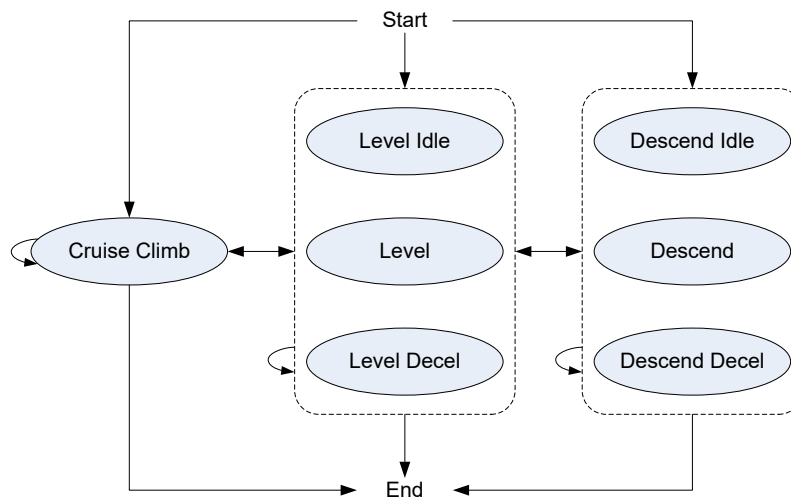 Start
Level Idle
Descend Idle
Cruise Climb
Level
Descend
Level Decel
Descend Decel
End